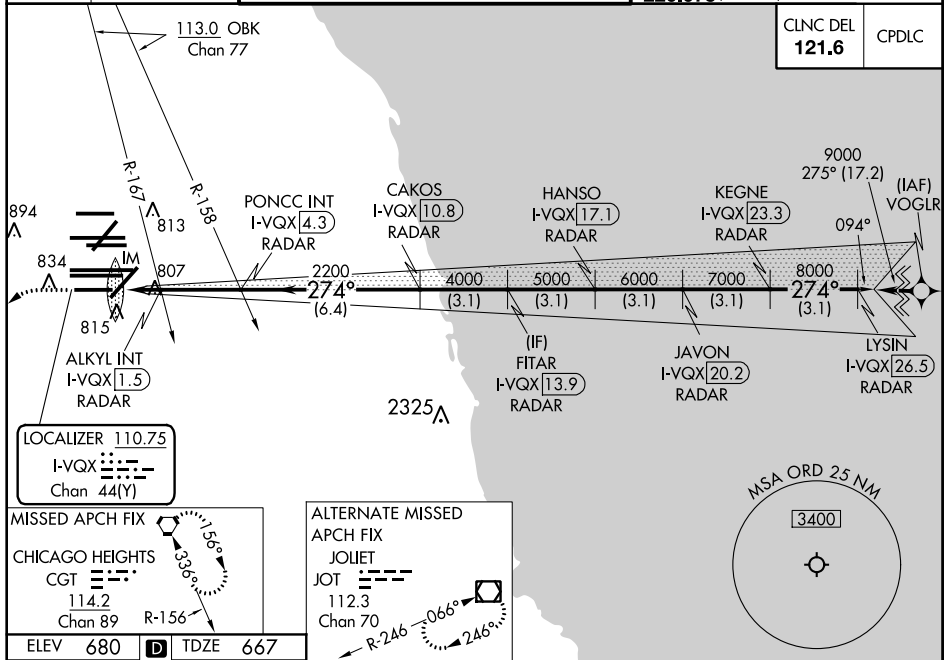 113.0 OBK
Chan 77
CLNC DEL
121.6
CPDLC
R-167
R-158
894
813
834
IM
807
815
PONCC INT
I-VQX 4.3
RADAR
CAKOS
I-VQX 10.8
RADAR
HANSO
I-VQX 17.1
RADAR
KEGNE
I-VQX 23.3
RADAR
9000
275° (17.2)
(IAF)
VOGLR
094°
2200
274°
(6.4)
4000
(3.1)
5000
(3.1)
6000
(3.1)
7000
(3.1)
8000
274°
(3.1)
ALKYL INT
I-VQX 1.5
RADAR
(IF)
FITAR
I-VQX 13.9
RADAR
JAVON
I-VQX 20.2
RADAR
LYSIN
I-VQX 26.5
RADAR
2325
LOCALIZER 110.75
I-VQX
Chan 44(Y)
MSA ORD 25 NM
3400
MISSED APCH FIX
CHICAGO HEIGHTS
CGT
114.2
Chan 89
R-156
336°
156°
ALTERNATE MISSED
APCH FIX
JOLIET
JOT
112.3
Chan 70
R-246
066°
246°
ELEV 680 D TDZE 667